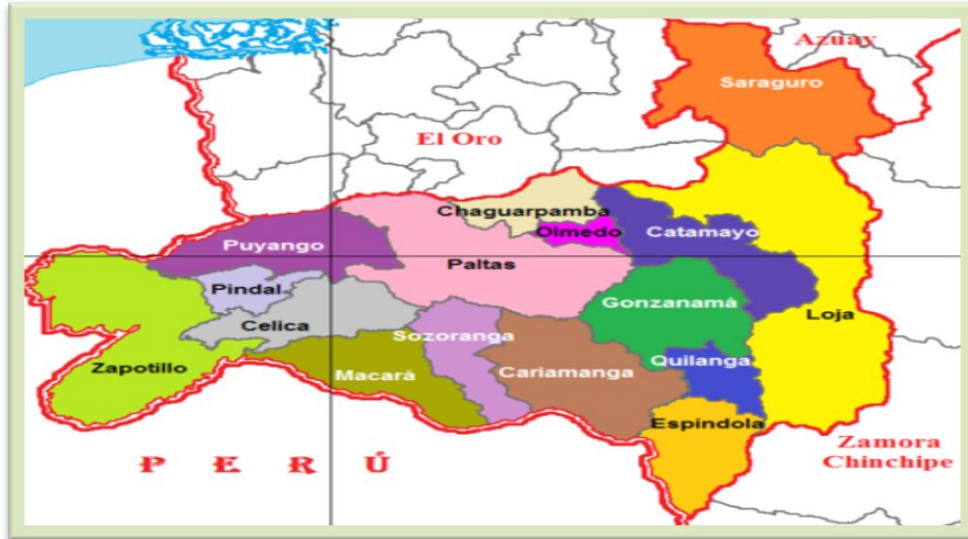 Azuay
Saraguro
El Oro
Chaguarpamba
Olmedo
Catamayo
Puyango
Paltas
Pindal
Gonzanamá
Celica
Loja
Sozoranga
Zapotillo
Macará
Cariamanga
Quilanga
Espíndola
Zamora
Chinchipe
PERÚ